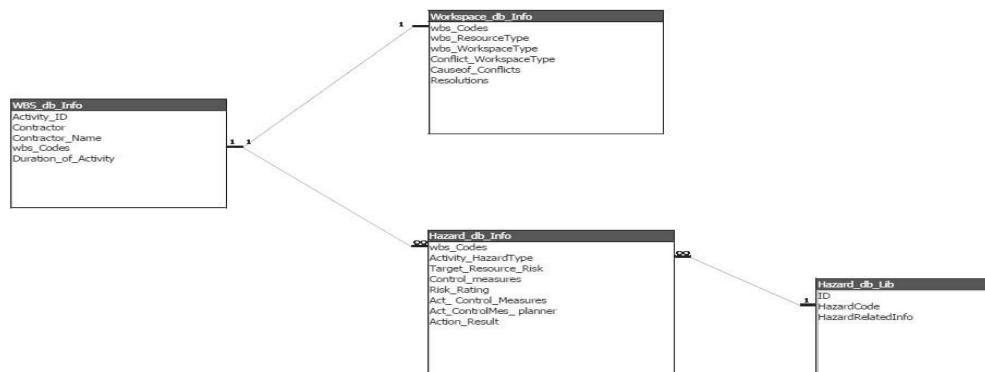 Workspace_db_Info
wbs_Codes
wbs_ResourceType
wbs_WorkspaceType
Conflict_WorkspaceType
Causeof_Conflicts
Resolutions
1
WBS_db_Info
Activity_ID
Contractor
Contractor_Name
wbs_Codes
Duration_of_Activity
1 1
Hazard_db_Info
wbs_Codes
Activity_HazardType
Target_Resource_Risk
Control_measures
Risk_Rating
Act_ Control_Measures
Act_ControlMes_ planner
Action_Result
∞
∞
Hazard_db_Lib
ID
HazardCode
HazardRelatedInfo
1